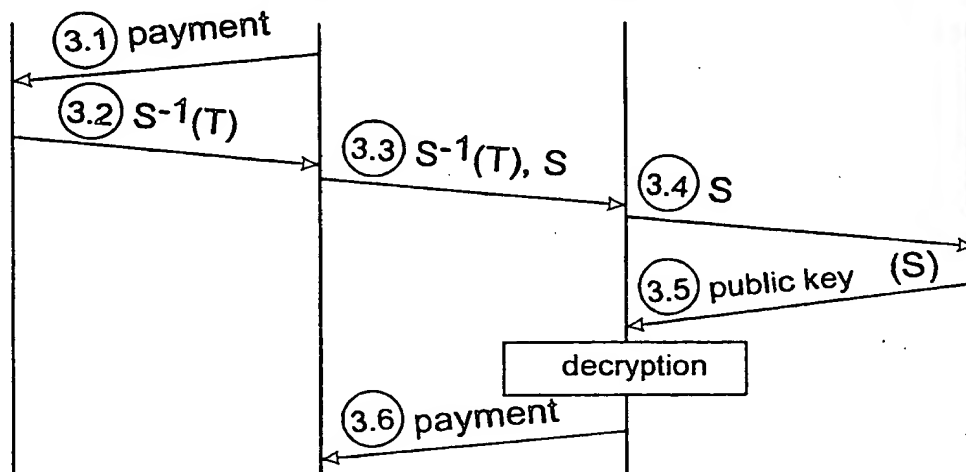 3.1 payment
3.2 S-1(T)
3.3 S-1(T), S
3.4 S
3.5 public key (S)
decryption
3.6 payment